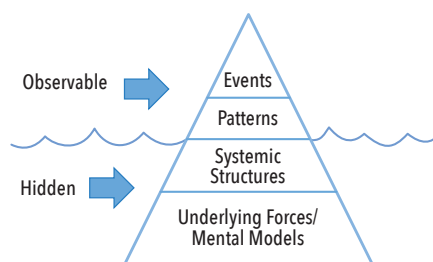 Observable
Events
Patterns
Systemic
Structures
Hidden
Underlying Forces/
Mental Models